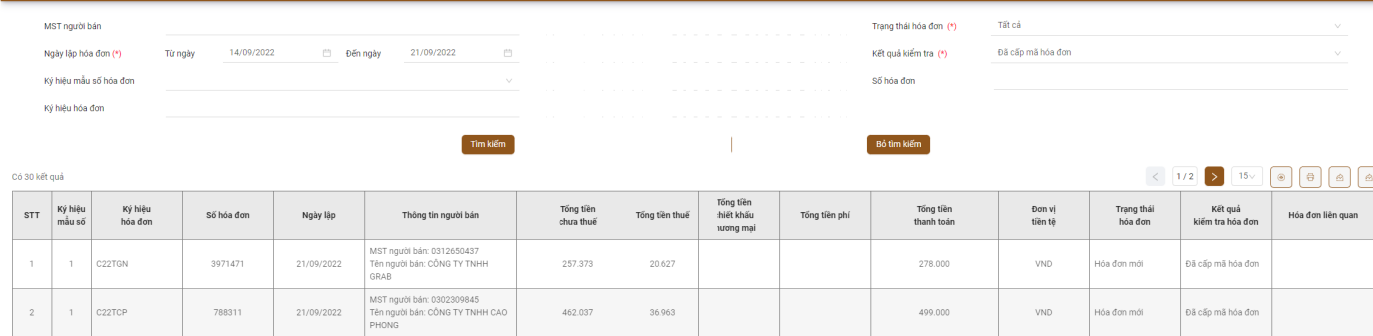 MST người bán
Trạng thái hóa đơn (*) Tất cả
Ngày lập hóa đơn (*) Từ ngày 14/09/2022 Đến ngày 21/09/2022
Kết quả kiểm tra (*) Đã cấp mã hóa đơn
Ký hiệu mẫu số hóa đơn
Số hóa đơn
Ký hiệu hóa đơn
Tìm kiếm
Bỏ tìm kiếm
Có 30 kết quả
1 / 2
15
STT
Ký hiệu
mẫu số
Ký hiệu
hóa đơn
Số hóa đơn
Ngày lập
Thông tin người bán
Tổng tiền
chưa thuế
Tổng tiền thuế
Tổng tiền
hiết khấu
ương mại
Tổng tiền phí
Tổng tiền
thanh toán
Đơn vị
tiền tệ
Trạng thái
hóa đơn
Kết quả
kiểm tra hóa đơn
Hóa đơn liên quan
1
1
C22TGN
3971471
21/09/2022
MST người bán: 0312650437
Tên người bán: CÔNG TY TNHH
GRAB
257.373
20.627
278.000
VND
Hóa đơn mới
Đã cấp mã hóa đơn
2
1
C22TCP
788311
21/09/2022
MST người bán: 0302309845
Tên người bán: CÔNG TY TNHH CAO
PHONG
462.037
36.963
499.000
VND
Hóa đơn mới
Đã cấp mã hóa đơn